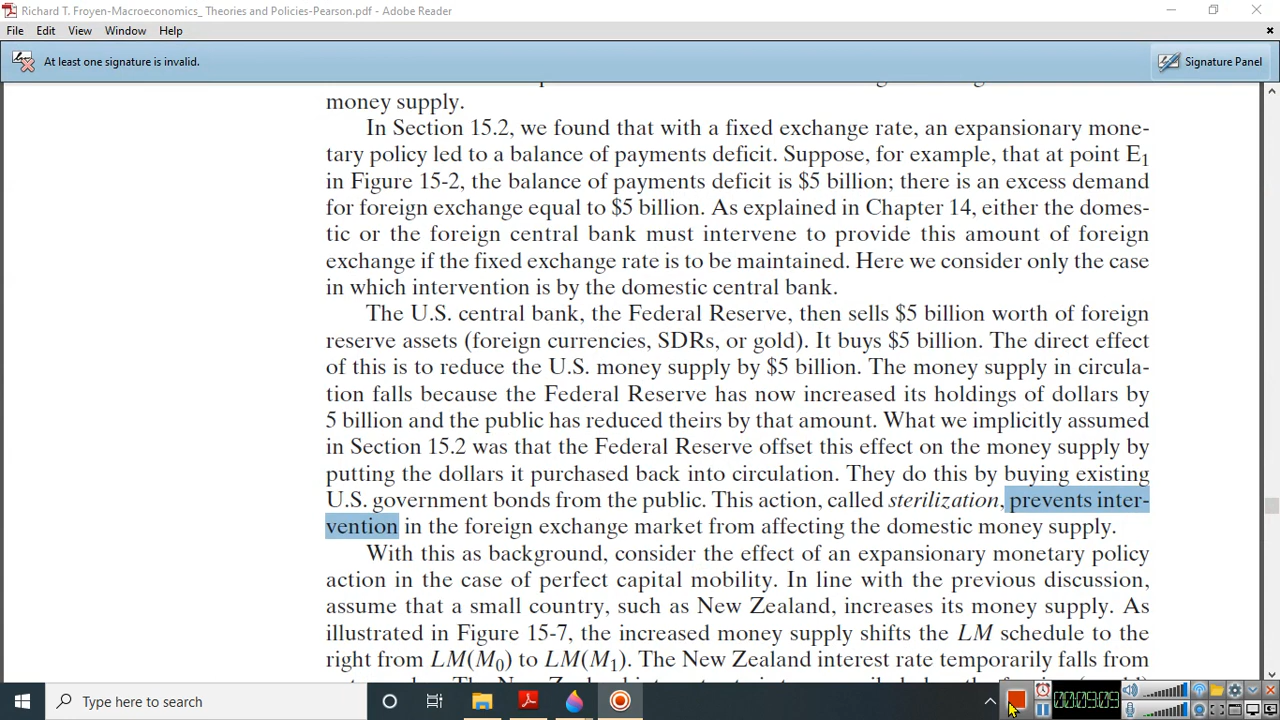 Richard T. Froyen-Macroeconomics_ Theories and Policies-Pearson.pdf - Adobe Reader
File Edit View Window Help
At least one signature is invalid.
Signature Panel
money supply.
In Section 15.2, we found that with a fixed exchange rate, an expansionary mone-
tary policy led to a balance of payments deficit. Suppose, for example, that at point E1
in Figure 15-2, the balance of payments deficit is $5 billion; there is an excess demand
for foreign exchange equal to $5 billion. As explained in Chapter 14, either the domes-
tic or the foreign central bank must intervene to provide this amount of foreign
exchange if the fixed exchange rate is to be maintained. Here we consider only the case
in which intervention is by the domestic central bank.
The U.S. central bank, the Federal Reserve, then sells $5 billion worth of foreign
reserve assets (foreign currencies, SDRs, or gold). It buys $5 billion. The direct effect
of this is to reduce the U.S. money supply by $5 billion. The money supply in circula-
tion falls because the Federal Reserve has now increased its holdings of dollars by
5 billion and the public has reduced theirs by that amount. What we implicitly assumed
in Section 15.2 was that the Federal Reserve offset this effect on the money supply by
putting the dollars it purchased back into circulation. They do this by buying existing
U.S. government bonds from the public. This action, called sterilization, prevents inter-
vention in the foreign exchange market from affecting the domestic money supply.
With this as background, consider the effect of an expansionary monetary policy
action in the case of perfect capital mobility. In line with the previous discussion,
assume that a small country, such as New Zealand, increases its money supply. As
illustrated in Figure 15-7, the increased money supply shifts the LM schedule to the
right from LM(M0) to LM(M1). The New Zealand interest rate temporarily falls from
Type here to search
00:09:09